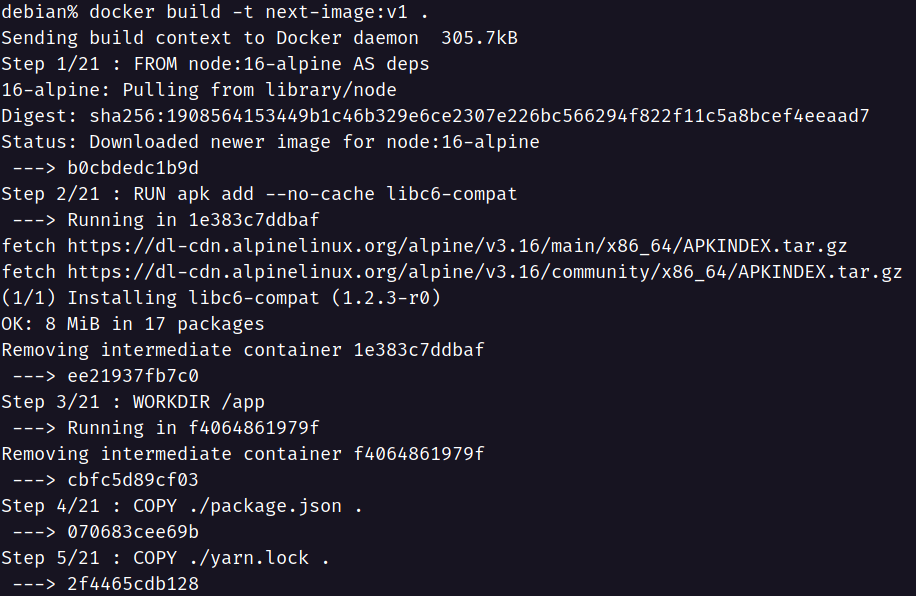 debian% docker build -t next-image:v1 .
Sending build context to Docker daemon  305.7kB
Step 1/21 : FROM node:16-alpine AS deps
16-alpine: Pulling from library/node
Digest: sha256:1908564153449b1c46b329e6ce2307e226bc566294f822f11c5a8bcef4eeaad7
Status: Downloaded newer image for node:16-alpine
 ---> b0cbdedc1b9d
Step 2/21 : RUN apk add --no-cache libc6-compat
 ---> Running in 1e383c7ddbaf
fetch https://dl-cdn.alpinelinux.org/alpine/v3.16/main/x86_64/APKINDEX.tar.gz
fetch https://dl-cdn.alpinelinux.org/alpine/v3.16/community/x86_64/APKINDEX.tar.gz
(1/1) Installing libc6-compat (1.2.3-r0)
OK: 8 MiB in 17 packages
Removing intermediate container 1e383c7ddbaf
 ---> ee21937fb7c0
Step 3/21 : WORKDIR /app
 ---> Running in f4064861979f
Removing intermediate container f4064861979f
 ---> cbfc5d89cf03
Step 4/21 : COPY ./package.json .
 ---> 070683cee69b
Step 5/21 : COPY ./yarn.lock .
 ---> 2f4465cdb128